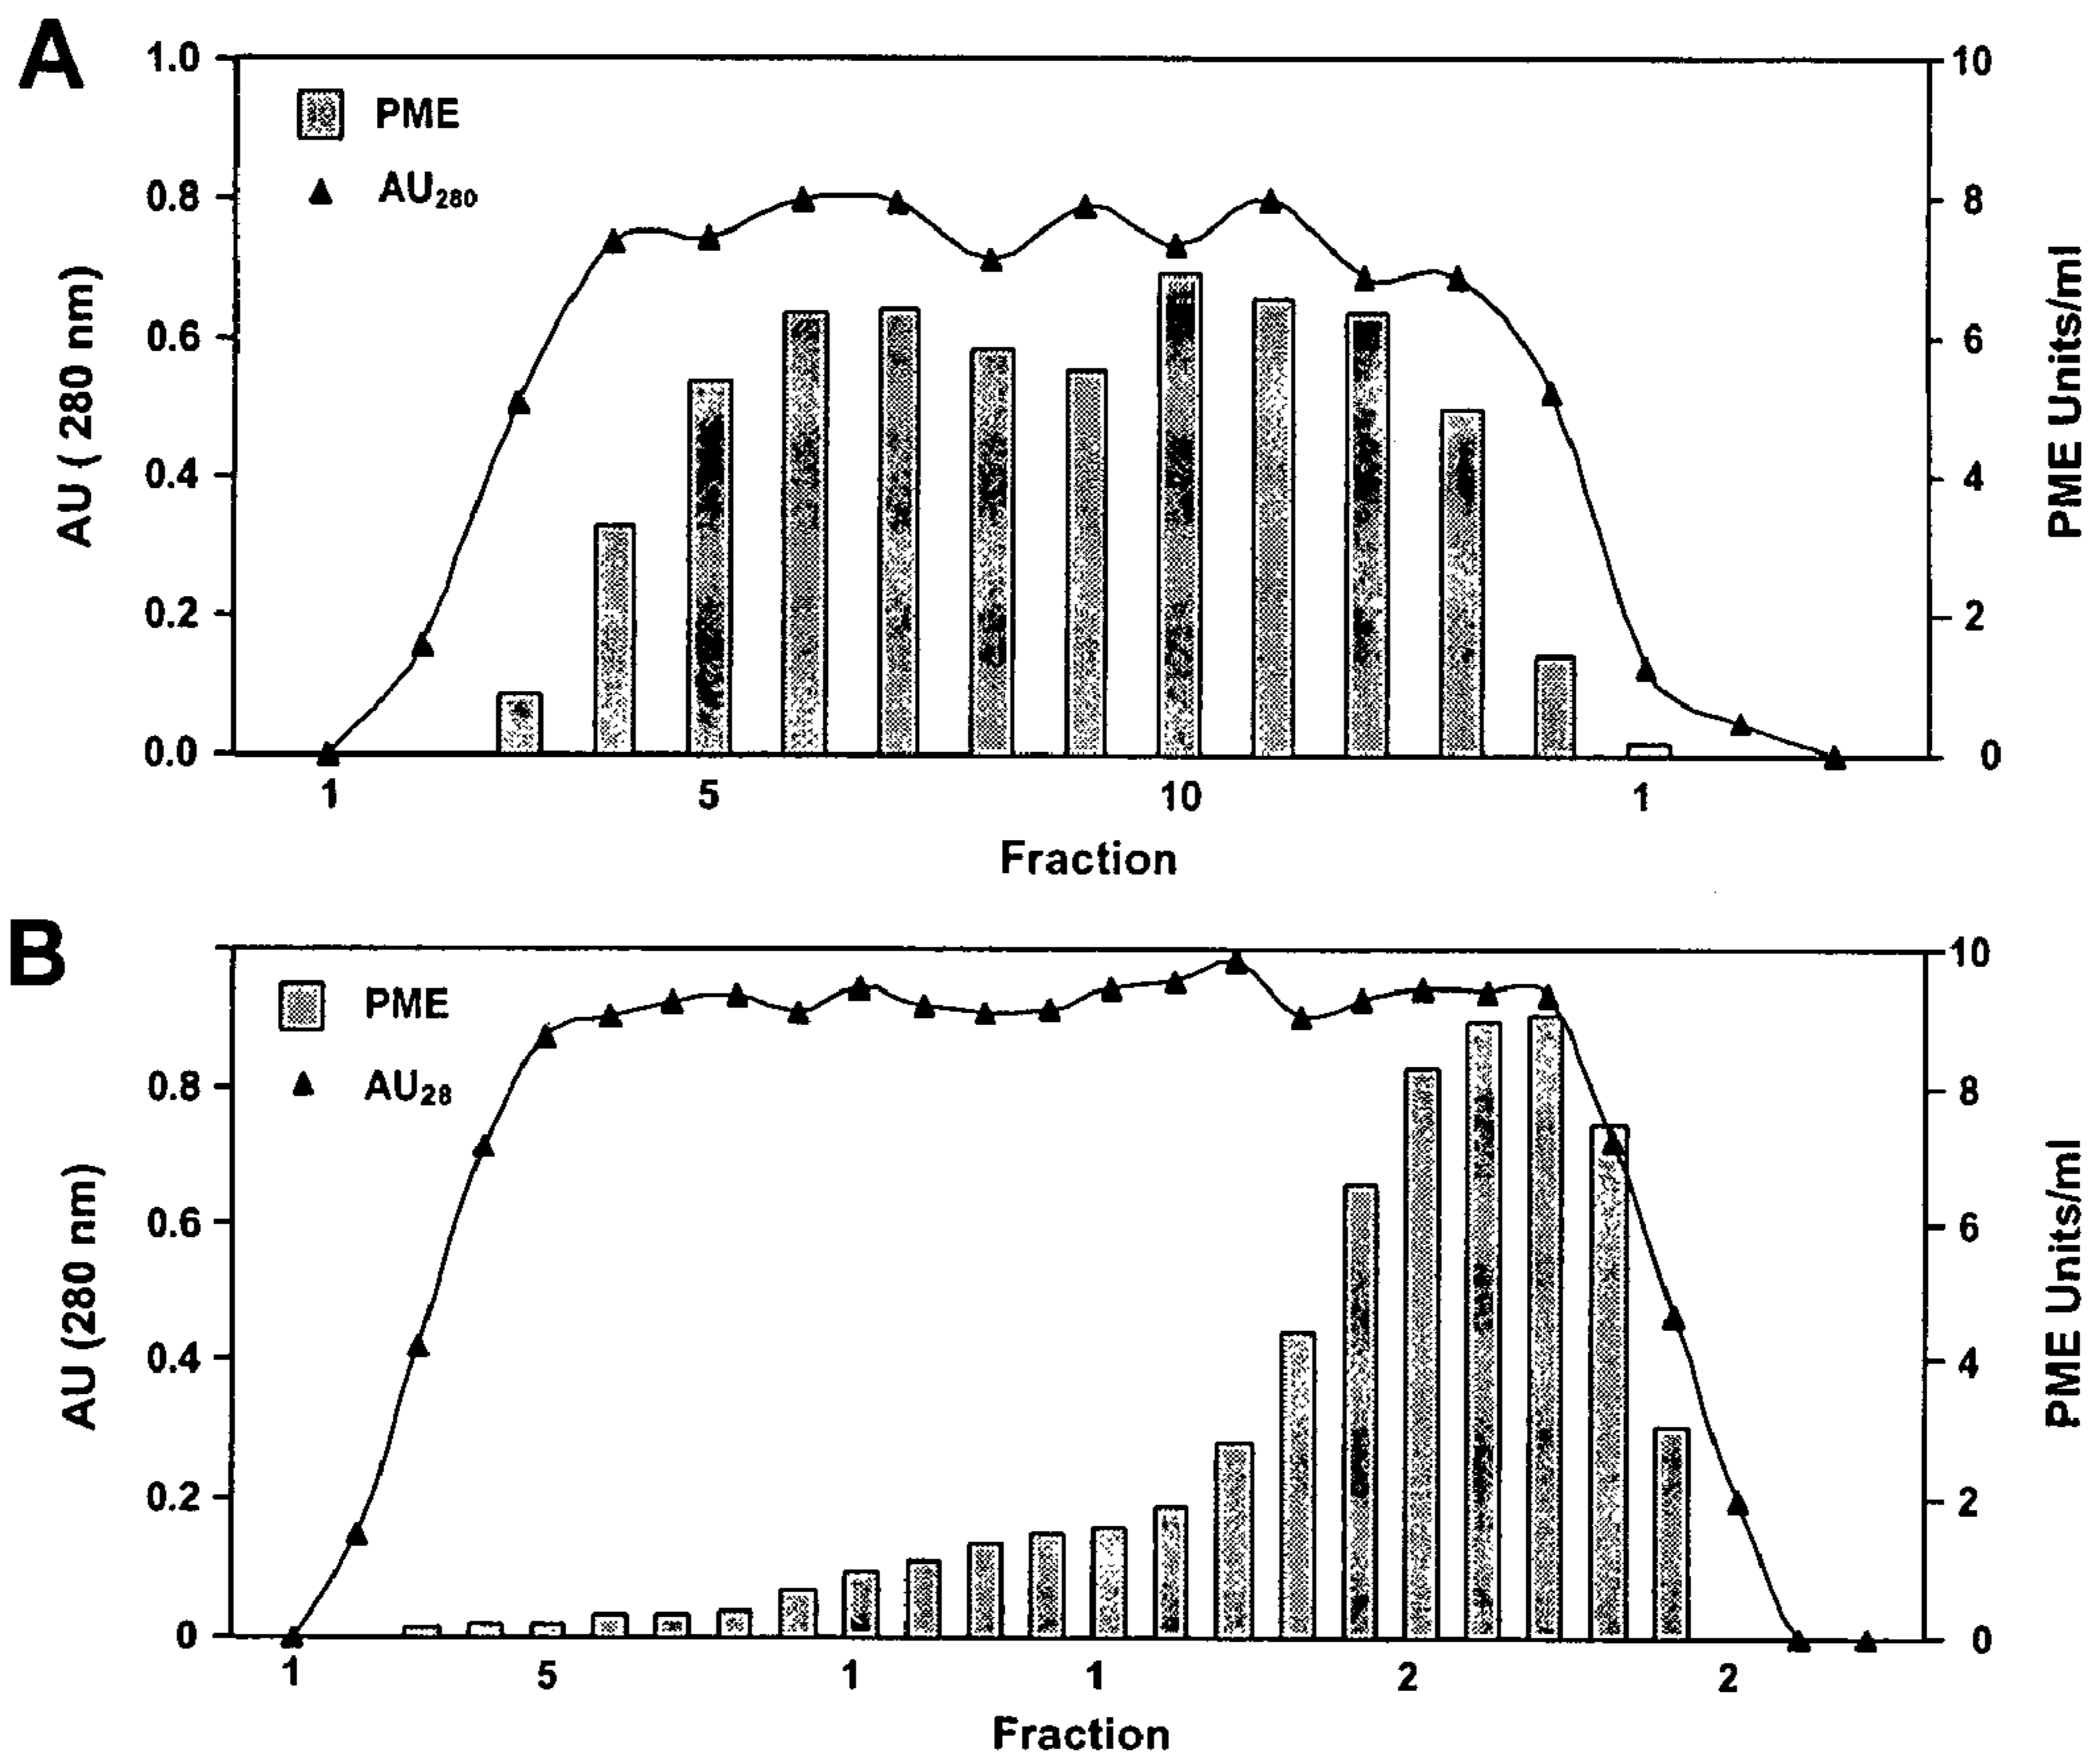 A
1.0
10
PME
AU280
0.8
8
0.6
6
0.4
4
0.2
2
0.0
0
AU ( 280 nm)
PME Units/ml
1 5 10 1
Fraction
B
10
PME
AU28
0.8
8
0.6
6
0.4
4
0.2
2
0
0
AU (280 nm)
PME Units/ml
1 5 1 1 2 2
Fraction